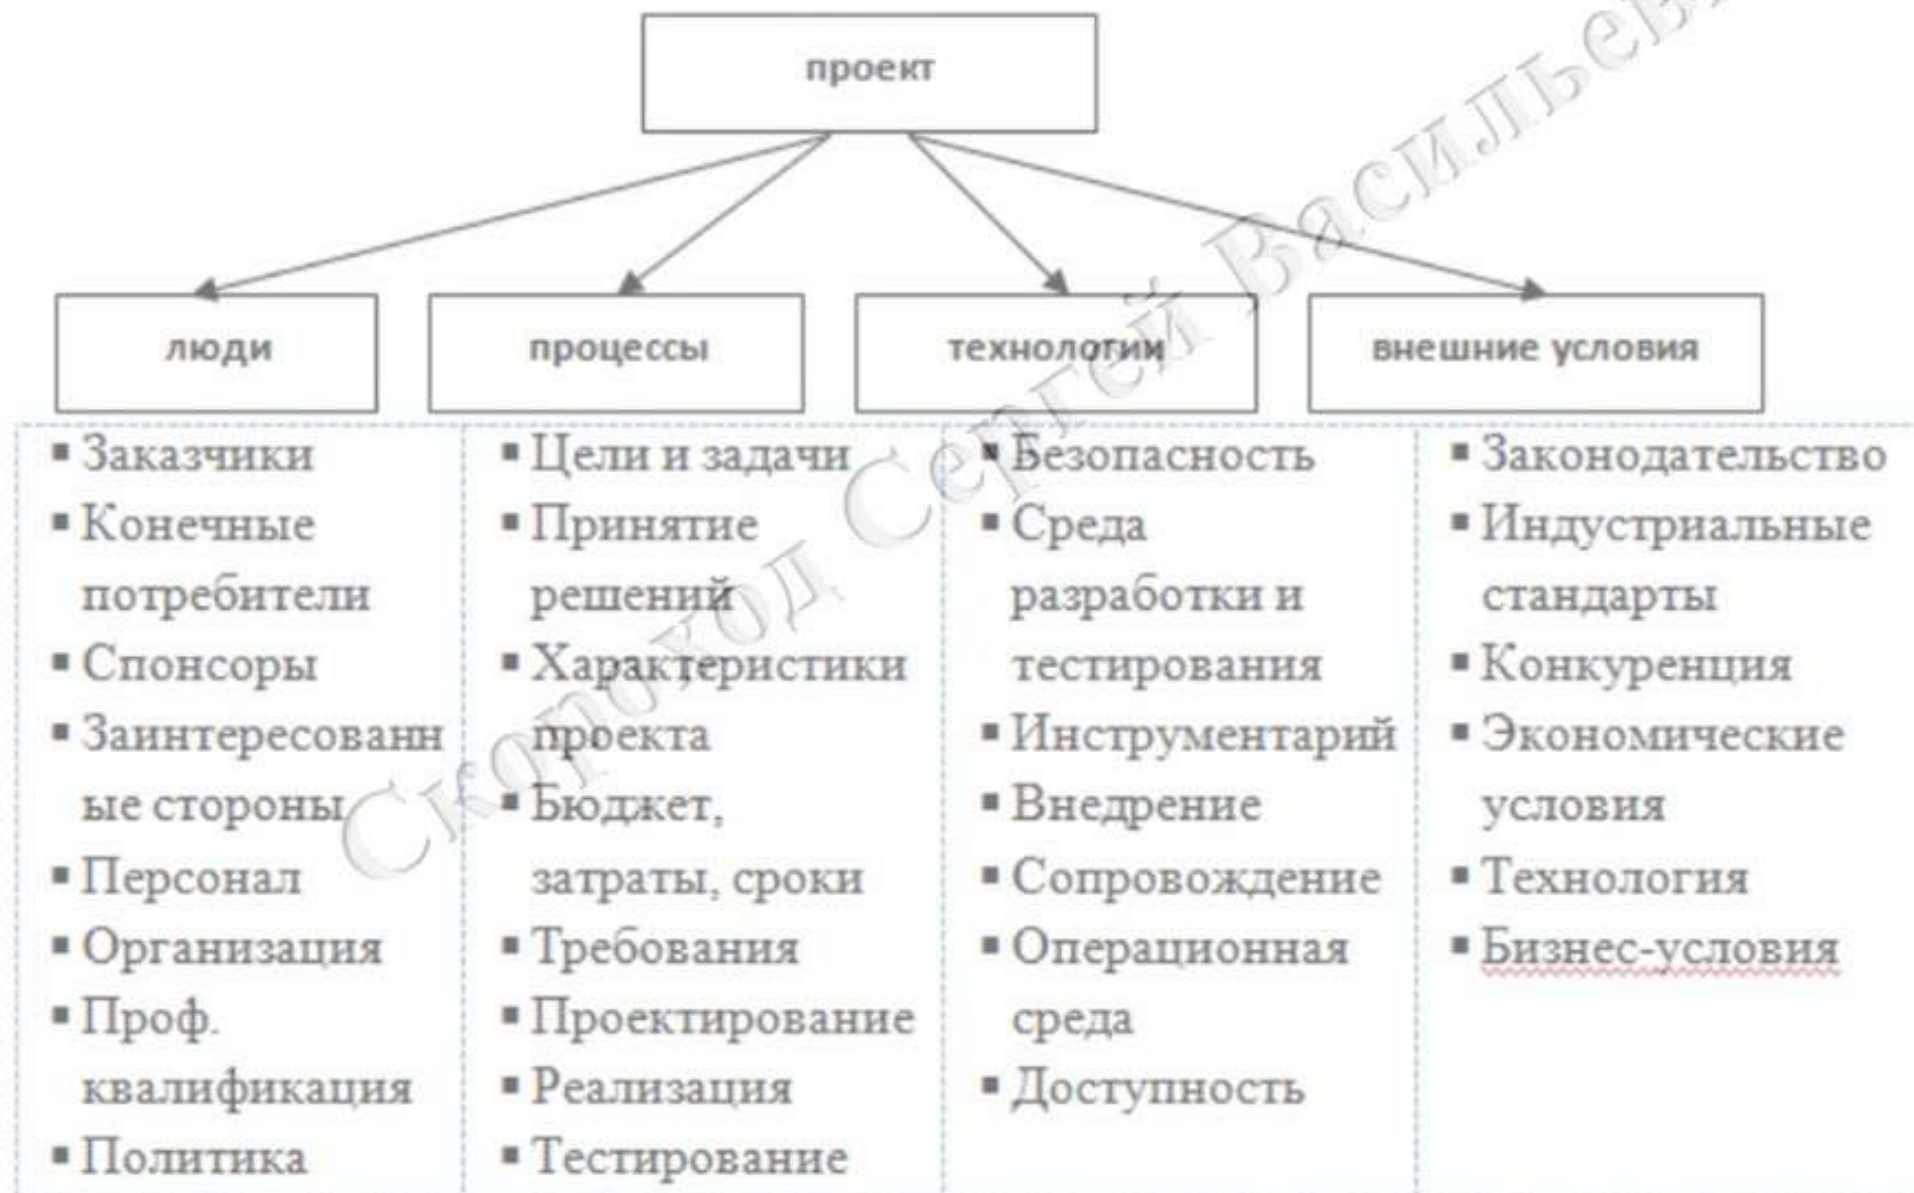 проект
люди
процессы
технологии
внешние условия
▪ Заказчики
▪ Конечные
потребители
▪ Спонсоры
▪ Заинтересованн
ые стороны
▪ Персонал
▪ Организация
▪ Проф.
квалификация
▪ Политика
▪ Цели и задачи
▪ Принятие
решений
▪ Характеристики
проекта
▪ Бюджет,
затраты, сроки
▪ Требования
▪ Проектирование
▪ Реализация
▪ Тестирование
▪ Безопасность
▪ Среда
разработки и
тестирования
▪ Инструментарий
▪ Внедрение
▪ Сопровождение
▪ Операционная
среда
▪ Доступность
▪ Законодательство
▪ Индустриальные
стандарты
▪ Конкуренция
▪ Экономические
условия
▪ Технология
▪ Бизнес-условия
Скороход Сергей